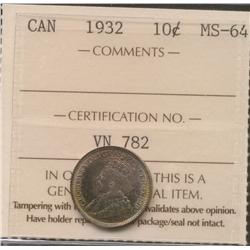 CAN 1932 10¢ MS-64
COMMENTS
CERTIFICATION NO.
VN 782
IN O THIS IS A
GEN AL ITEM.
Tampering with validates above opinion.
Have holder rep package/seal not intact.